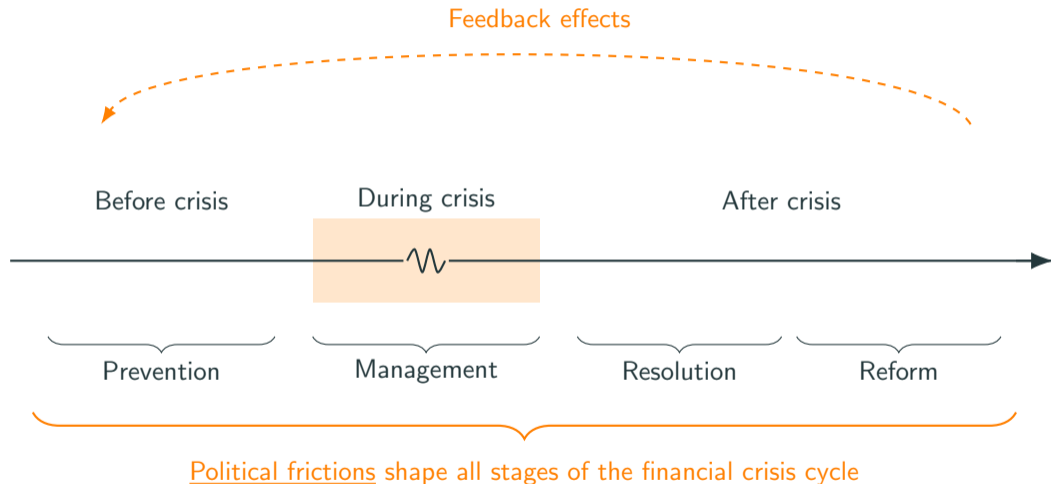 Feedback effects
Before crisis
During crisis
After crisis
Prevention
Management
Resolution
Reform
Political frictions shape all stages of the financial crisis cycle